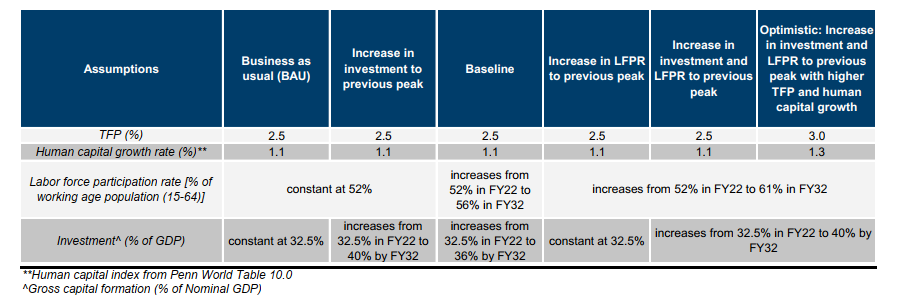 Assumptions
Business as
usual (BAU)
Increase in
investment to
previous peak
Baseline
Increase in LFPR
to previous peak
Increase in
investment and
LFPR to previous
peak
Optimistic: Increase
in investment and
LFPR to previous
peak with higher
TFP and human
capital growth
TFP (%)
2.5
2.5
2.5
2.5
2.5
3.0
Human capital growth rate (%)**
1.1
1.1
1.1
1.1
1.1
1.3
Labor force participation rate [% of
working age population (15-64)]
constant at 52%
increases from
52% in FY22 to
56% in FY32
increases from 52% in FY22 to 61% in FY32
Investment^ (% of GDP)
constant at 32.5%
increases from
32.5% in FY22 to
40% by FY32
increases from
32.5% in FY22 to
36% by FY32
constant at 32.5%
increases from 32.5% in FY22 to 40% by
FY32
**Human capital index from Penn World Table 10.0
^Gross capital formation (% of Nominal GDP)